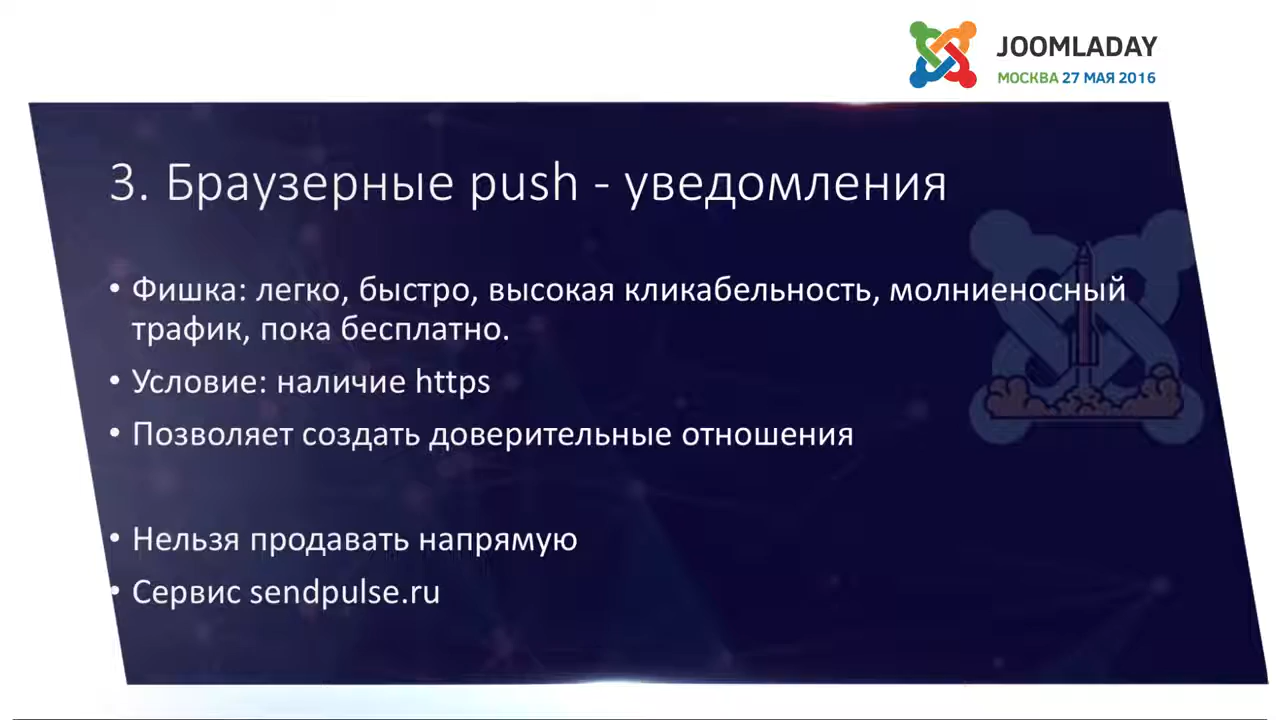 JOOMLADAY
МОСКВА 27 МАЯ 2016
3. Браузерные push - уведомления
• Фишка: легко, быстро, высокая кликабельность, молниеносный
трафик, пока бесплатно.
• Условие: наличие https
• Позволяет создать доверительные отношения
• Нельзя продавать напрямую
• Сервис sendpulse.ru